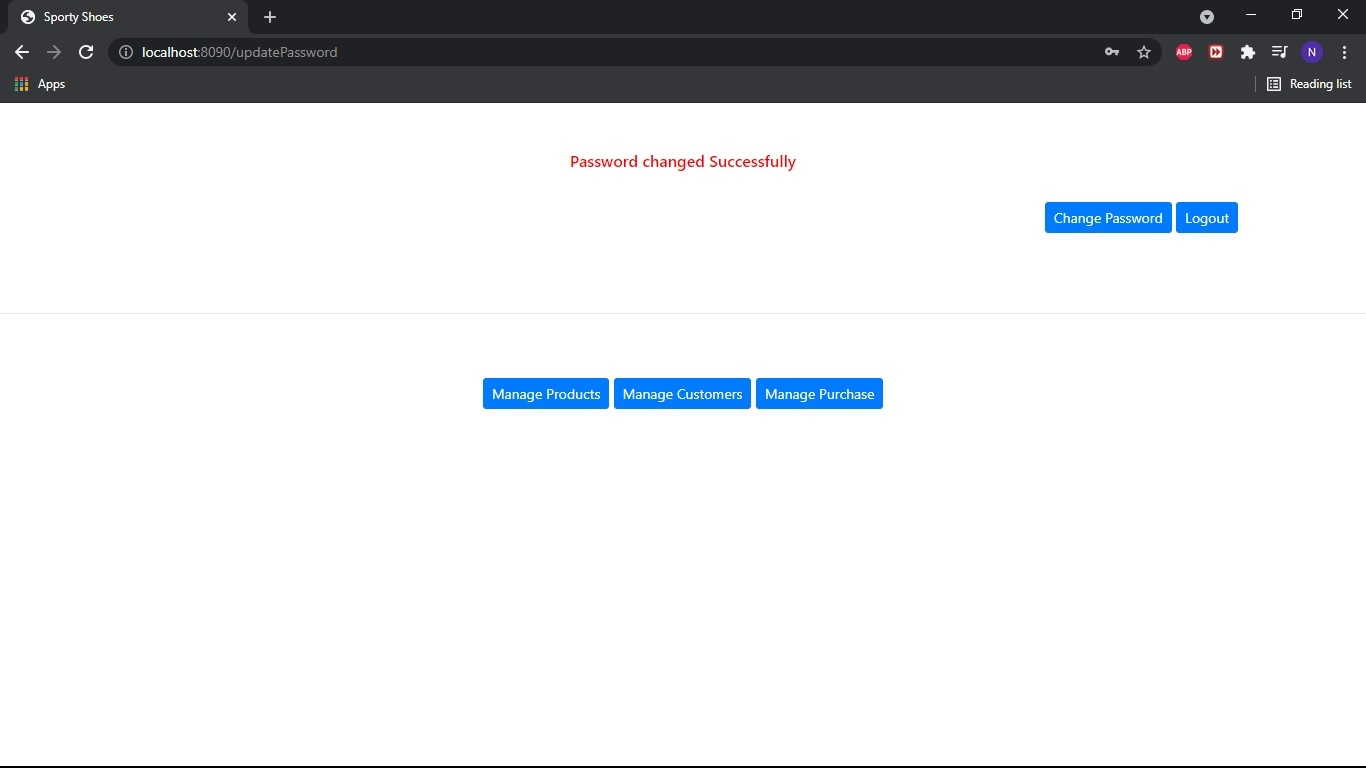 Sporty Shoes
localhost:8090/updatePassword
ABP
N
Apps
Reading list
Password changed Successfully
Change Password Logout
Manage Products Manage Customers Manage Purchase